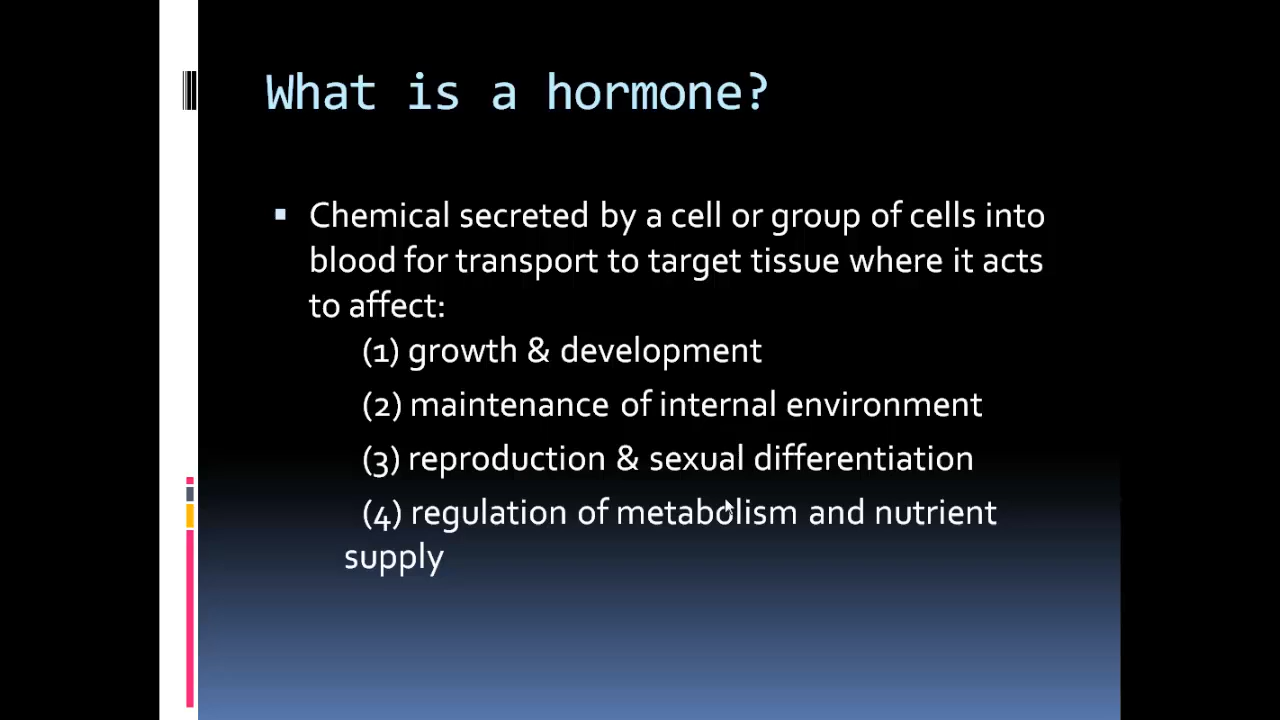 What is a hormone?
Chemical secreted by a cell or group of cells into
blood for transport to target tissue where it acts
to affect:
(1) growth & development
(2) maintenance of internal environment
(3) reproduction & sexual differentiation
(4) regulation of metabolism and nutrient
supply